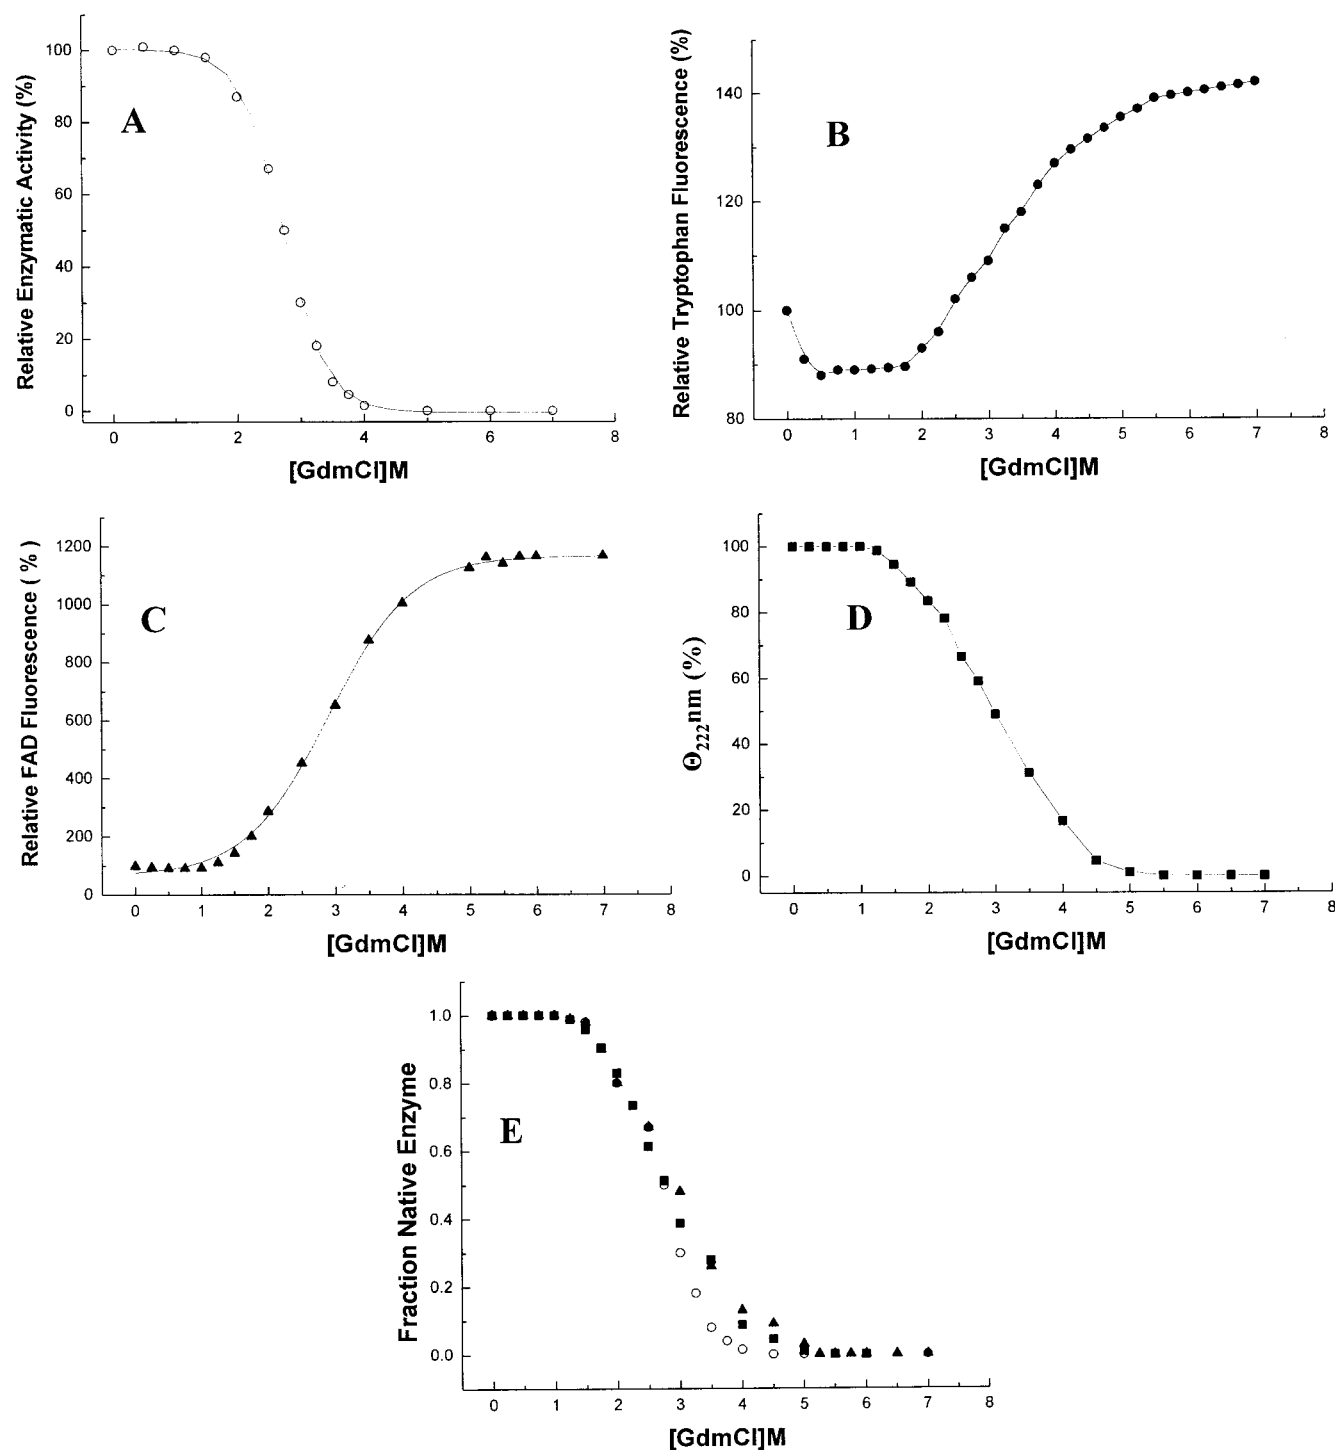 Relative Enzymatic Activity (%)
100
80
60
40
20
0
A
0 2 4 6 8
[GdmCl]M
Relative Tryptophan Fluorescence (%)
140
120
100
80
B
0 1 2 3 4 5 6 7 8
[GdmCl]M
Relative FAD Fluorescence ( % )
1200
1000
800
600
400
200
0
C
0 1 2 3 4 5 6 7 8
[GdmCl]M
Θ222nm (%)
100
80
60
40
20
0
D
0 1 2 3 4 5 6 7 8
[GdmCl]M
Fraction Native Enzyme
1.0
0.8
0.6
0.4
0.2
0.0
E
0 1 2 3 4 5 6 7 8
[GdmCl]M